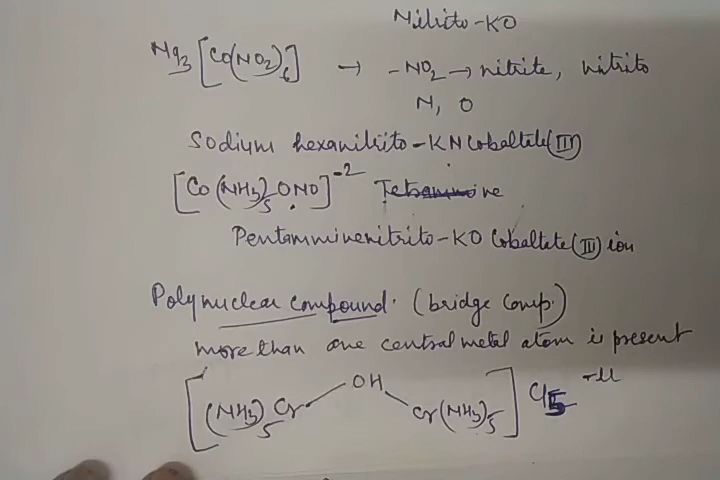 Nitrito-KO
Na3 [Co(NO2)6] → -NO2 → nitrite, nitrito
N, O
Sodium hexanitrito-KN Cobaltate(III)
[Co(NH3)5 ONO]-2
Pentamminenitrito-KO Cobaltate(III) ion
Polynuclear compound. (bridge comp.)
more than one central metal atom is present
[(NH3)5 Cr - OH - Cr(NH3)5] Cl5